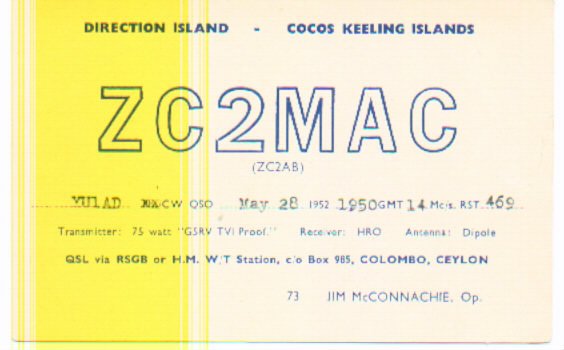 DIRECTION ISLAND - COCOS KEELING ISLANDS
ZC2MAC
(ZC2AB)
YU1AD CW QSO May 28 1952 1950 GMT 14 Mc/s. RST 469
Transmitter: 75 watt "G5RV TVI Proof." Receiver: HRO Antenna: Dipole
QSL via RSGB or H.M. W/T Station, c/o Box 985, COLOMBO, CEYLON
73 JIM McCONNACHIE, Op.